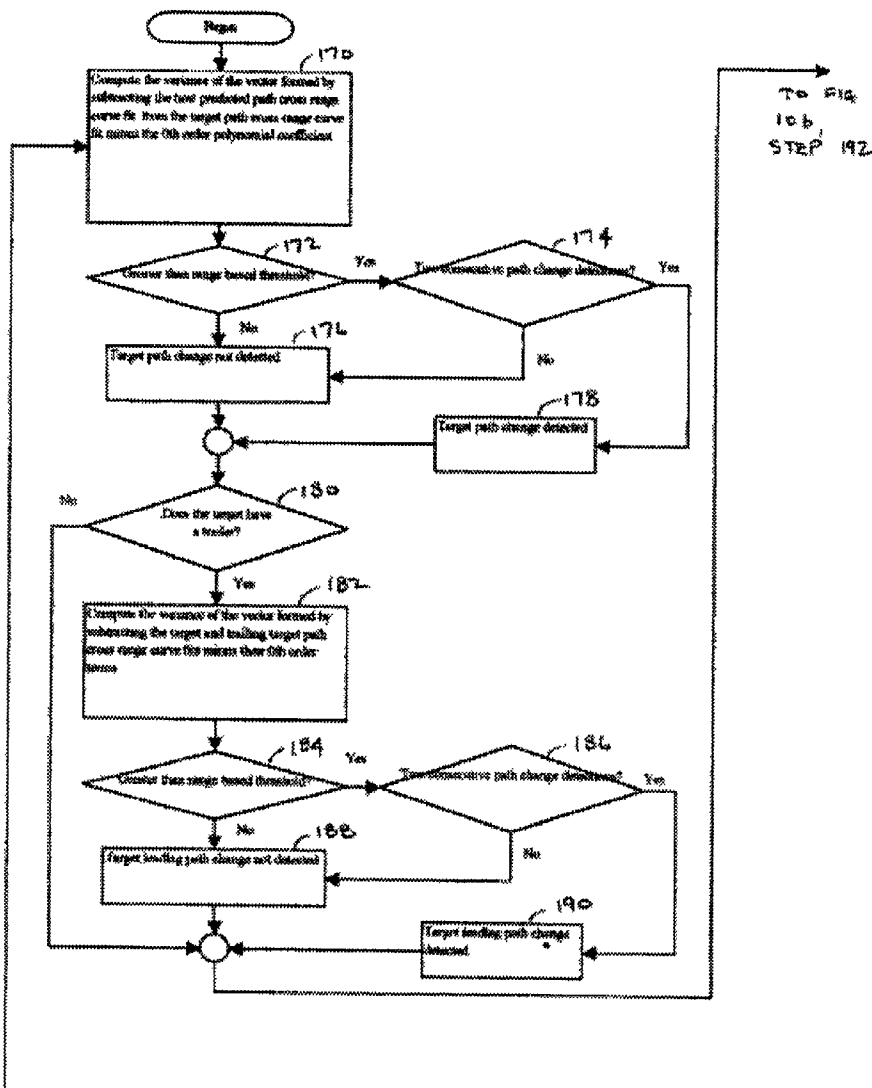 Begin
170
Compute the variance of the vector formed by
subtracting the host predicted path cross range
curve fit from the target path cross range curve
fit minus the 0th order polynomial coefficient
TO FIG
10b,
STEP 192
172
Greater than range based threshold?
Yes
174
Two consecutive path change detections?
Yes
No
176
Target path change not detected
No
178
Target path change detected
No
180
Does the target have
a trailer?
Yes
182
Compute the variance of the vector formed by
subtracting the target and trailing target path
cross range curve fits minus their 0th order
terms
184
Greater than range based threshold?
Yes
186
Two consecutive path change detections?
Yes
No
188
Target leading path change not detected
No
190
Target leading path change
detected